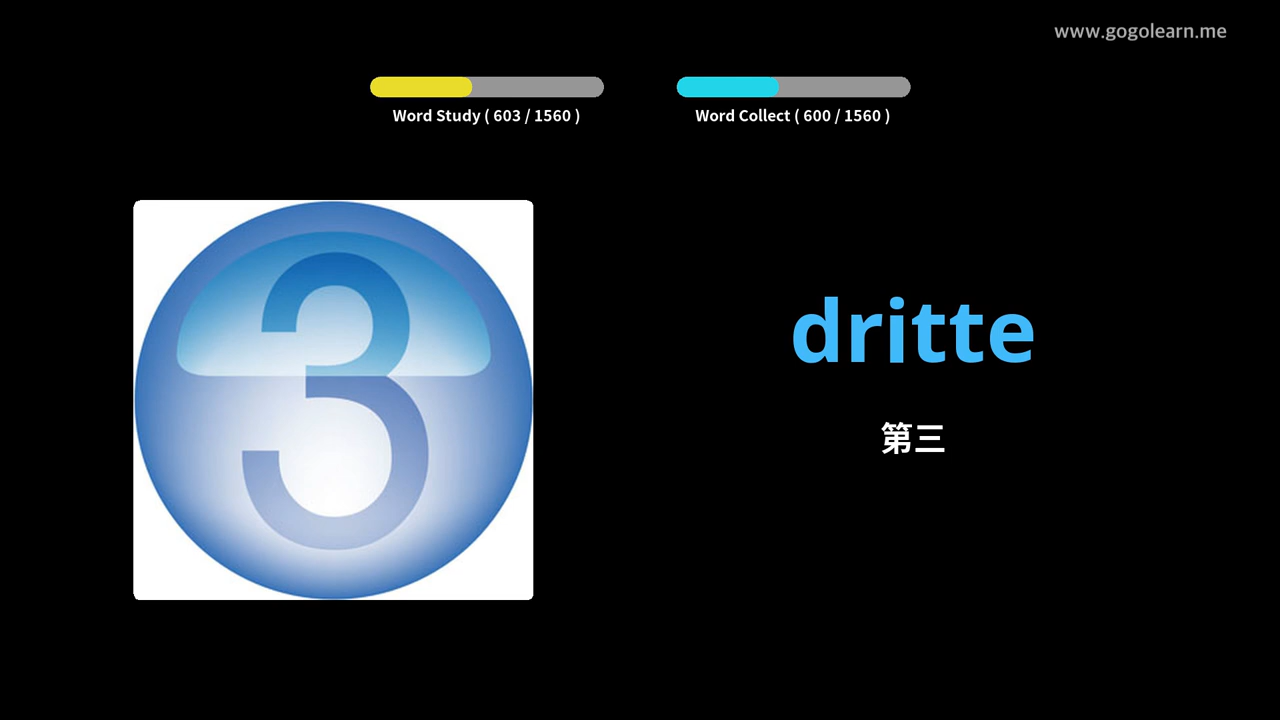 www.gogolearn.me
Word Study ( 603 / 1560 )
Word Collect ( 600 / 1560 )
3
dritte
第三